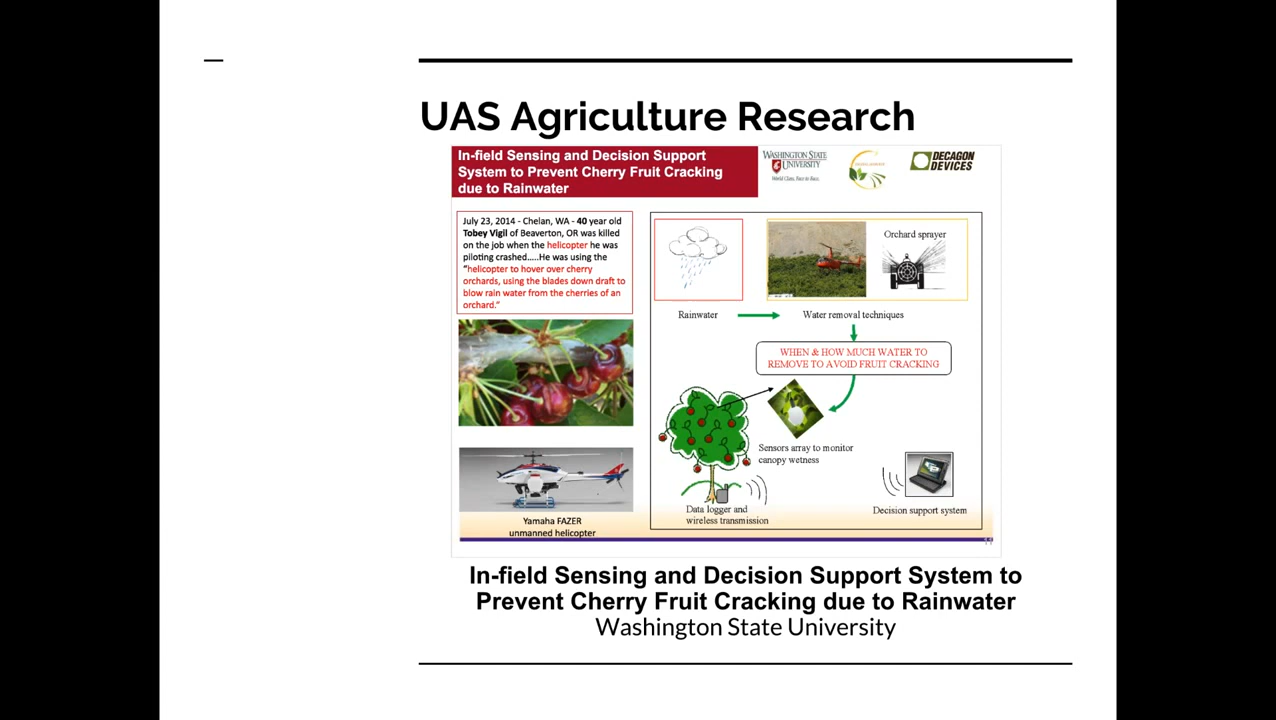 UAS Agriculture Research
In-field Sensing and Decision Support
System to Prevent Cherry Fruit Cracking
due to Rainwater
WASHINGTON STATE
UNIVERSITY
World Class. Face to Face.
DECAGON
DEVICES
July 23, 2014 - Chelan, WA - 40 year old
Tobey Vigil of Beaverton, OR was killed
on the job when the helicopter he was
piloting crashed.....He was using the
“helicopter to hover over cherry
orchards, using the blades down draft to
blow rain water from the cherries of an
orchard.”
Orchard sprayer
Rainwater
Water removal techniques
WHEN & HOW MUCH WATER TO
REMOVE TO AVOID FRUIT CRACKING
Sensors array to monitor
canopy wetness
Data logger and
wireless transmission
Decision support system
Yamaha FAZER
unmanned helicopter
In-field Sensing and Decision Support System to
Prevent Cherry Fruit Cracking due to Rainwater
Washington State University